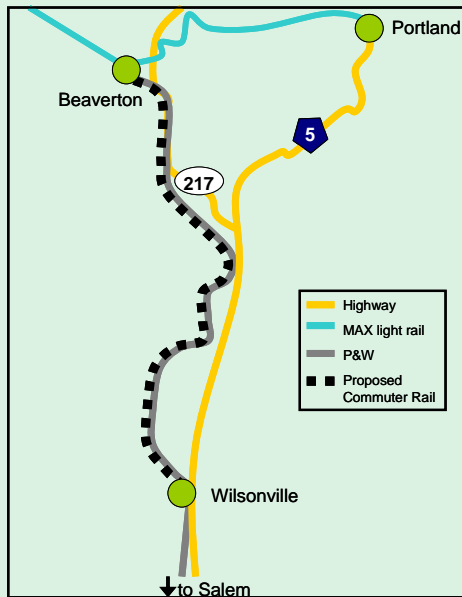 Portland
Beaverton
5
217
Highway
MAX light rail
P&W
Proposed
Commuter Rail
Wilsonville
to Salem